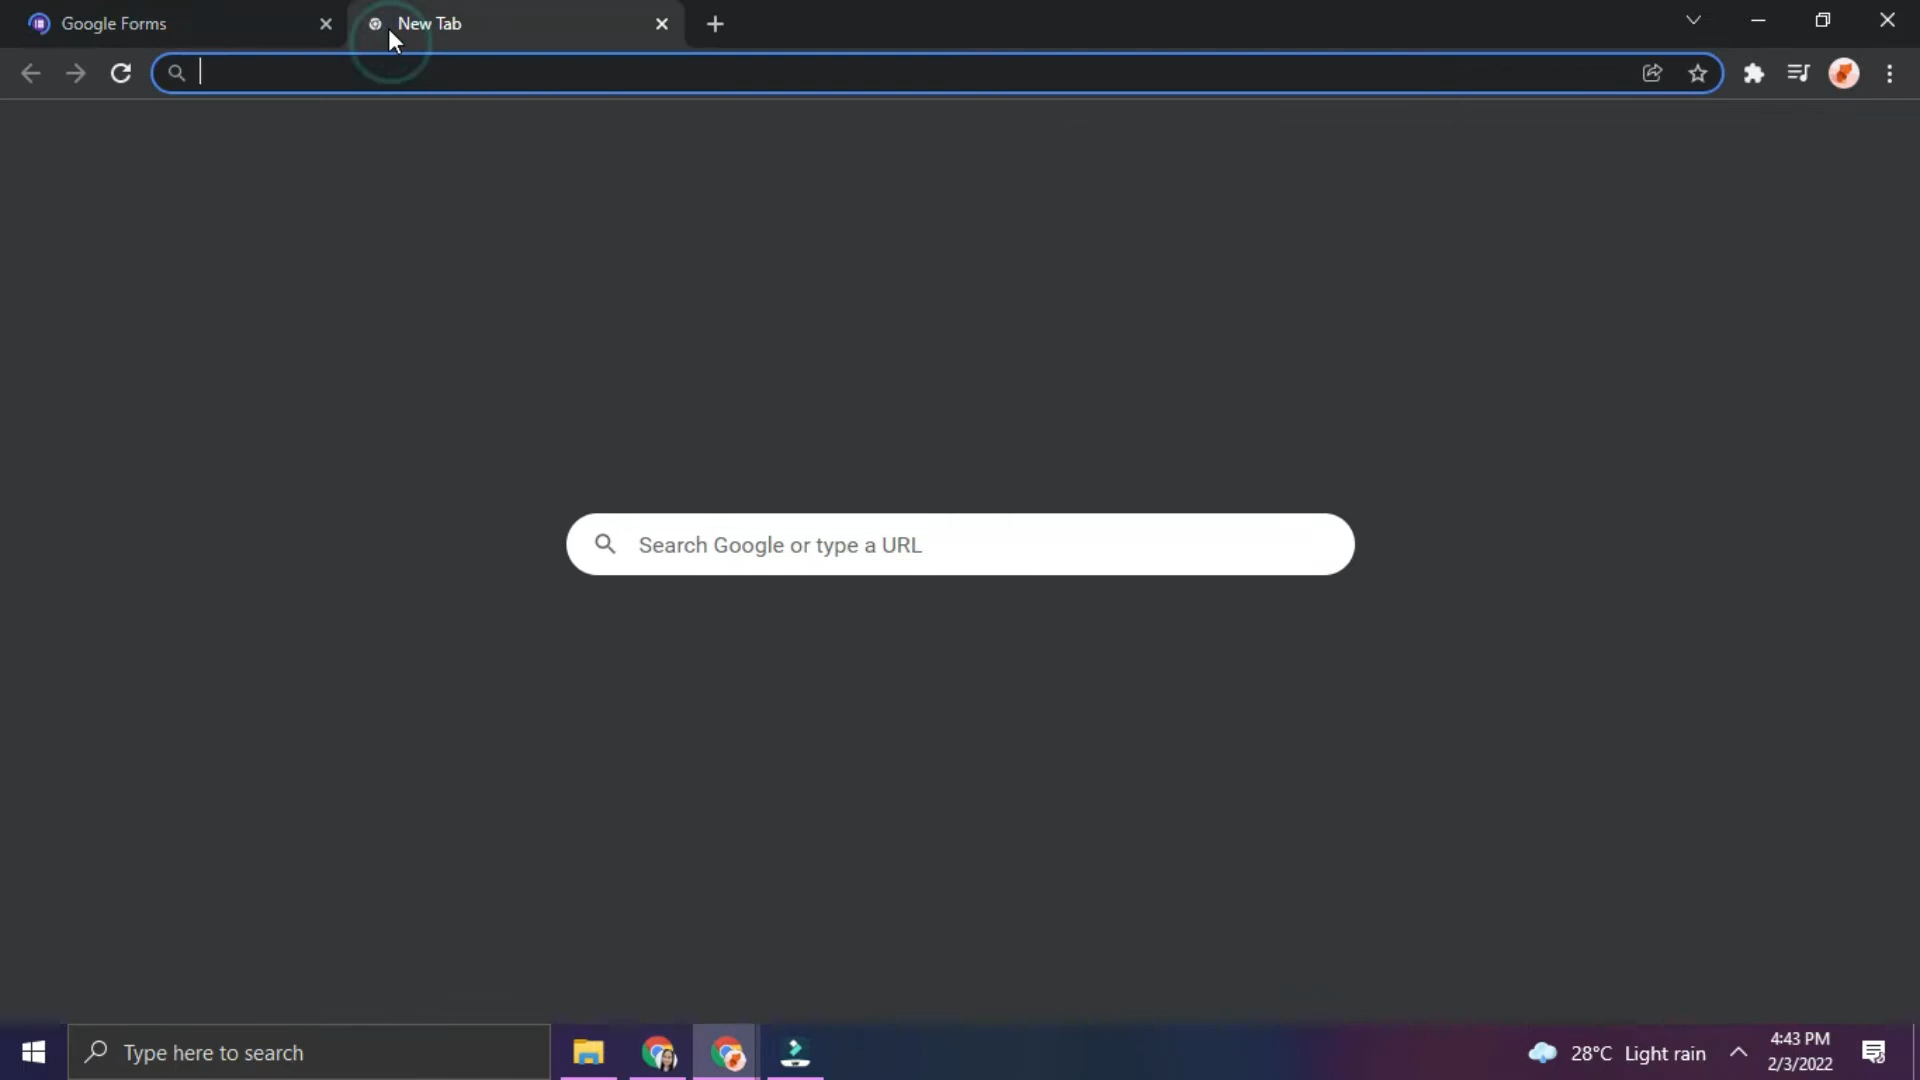 Google Forms
New Tab
Search Google or type a URL
Type here to search
28°C Light rain
4:43 PM
2/3/2022